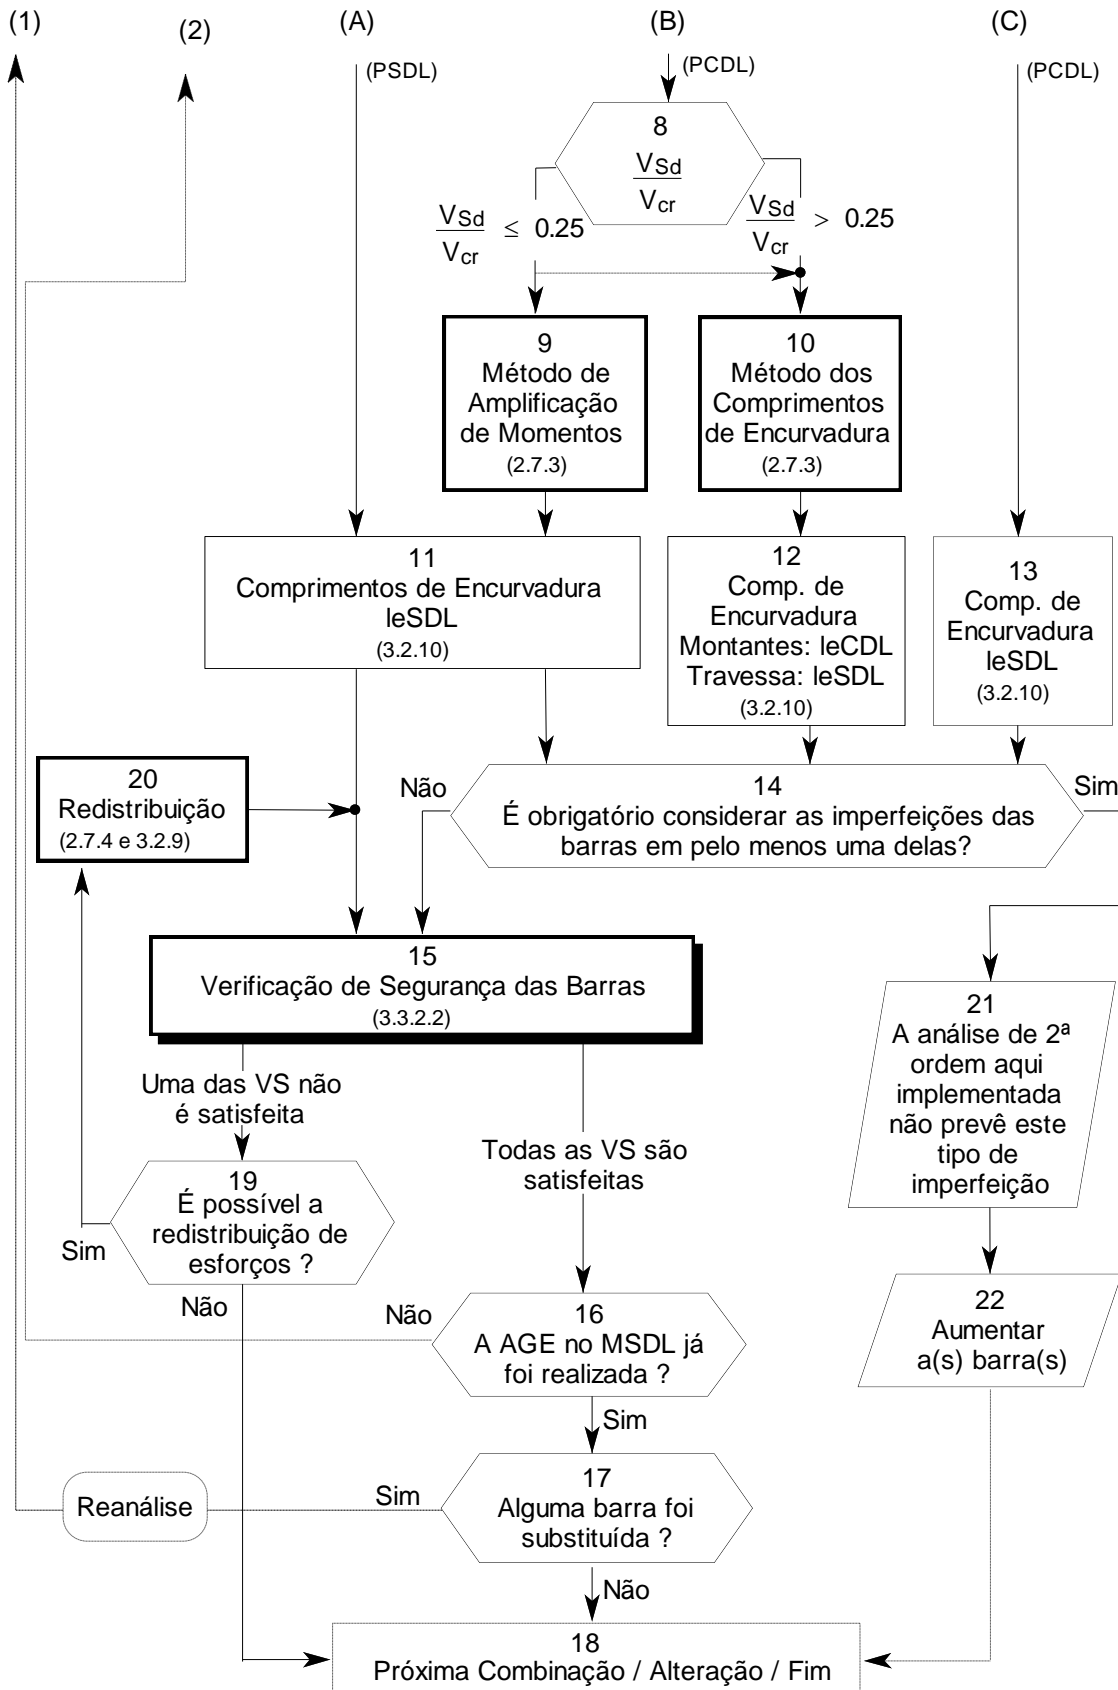 (1)
(2)
(A)
(B)
(C)
(PSDL)
(PCDL)
(PCDL)
8
VSd
Vcr
VSd
Vcr
≤ 0.25
VSd
Vcr
> 0.25
9
Método de
Amplificação
de Momentos
(2.7.3)
10
Método dos
Comprimentos
de Encurvadura
(2.7.3)
11
Comprimentos de Encurvadura
leSDL
(3.2.10)
12
Comp. de
Encurvadura
Montantes: leCDL
Travessa: leSDL
(3.2.10)
13
Comp. de
Encurvadura
leSDL
(3.2.10)
20
Redistribuição
(2.7.4 e 3.2.9)
Não
14
É obrigatório considerar as imperfeições das
barras em pelo menos uma delas?
Sim
15
Verificação de Segurança das Barras
(3.3.2.2)
21
A análise de 2ª
ordem aqui
implementada
não prevê este
tipo de
imperfeição
Uma das VS não
é satisfeita
Todas as VS são
satisfeitas
19
É possível a
redistribuição de
esforços ?
Sim
Não
Não
16
A AGE no MSDL já
foi realizada ?
22
Aumentar
a(s) barra(s)
Sim
Reanálise
Sim
17
Alguma barra foi
substituída ?
Não
18
Próxima Combinação / Alteração / Fim